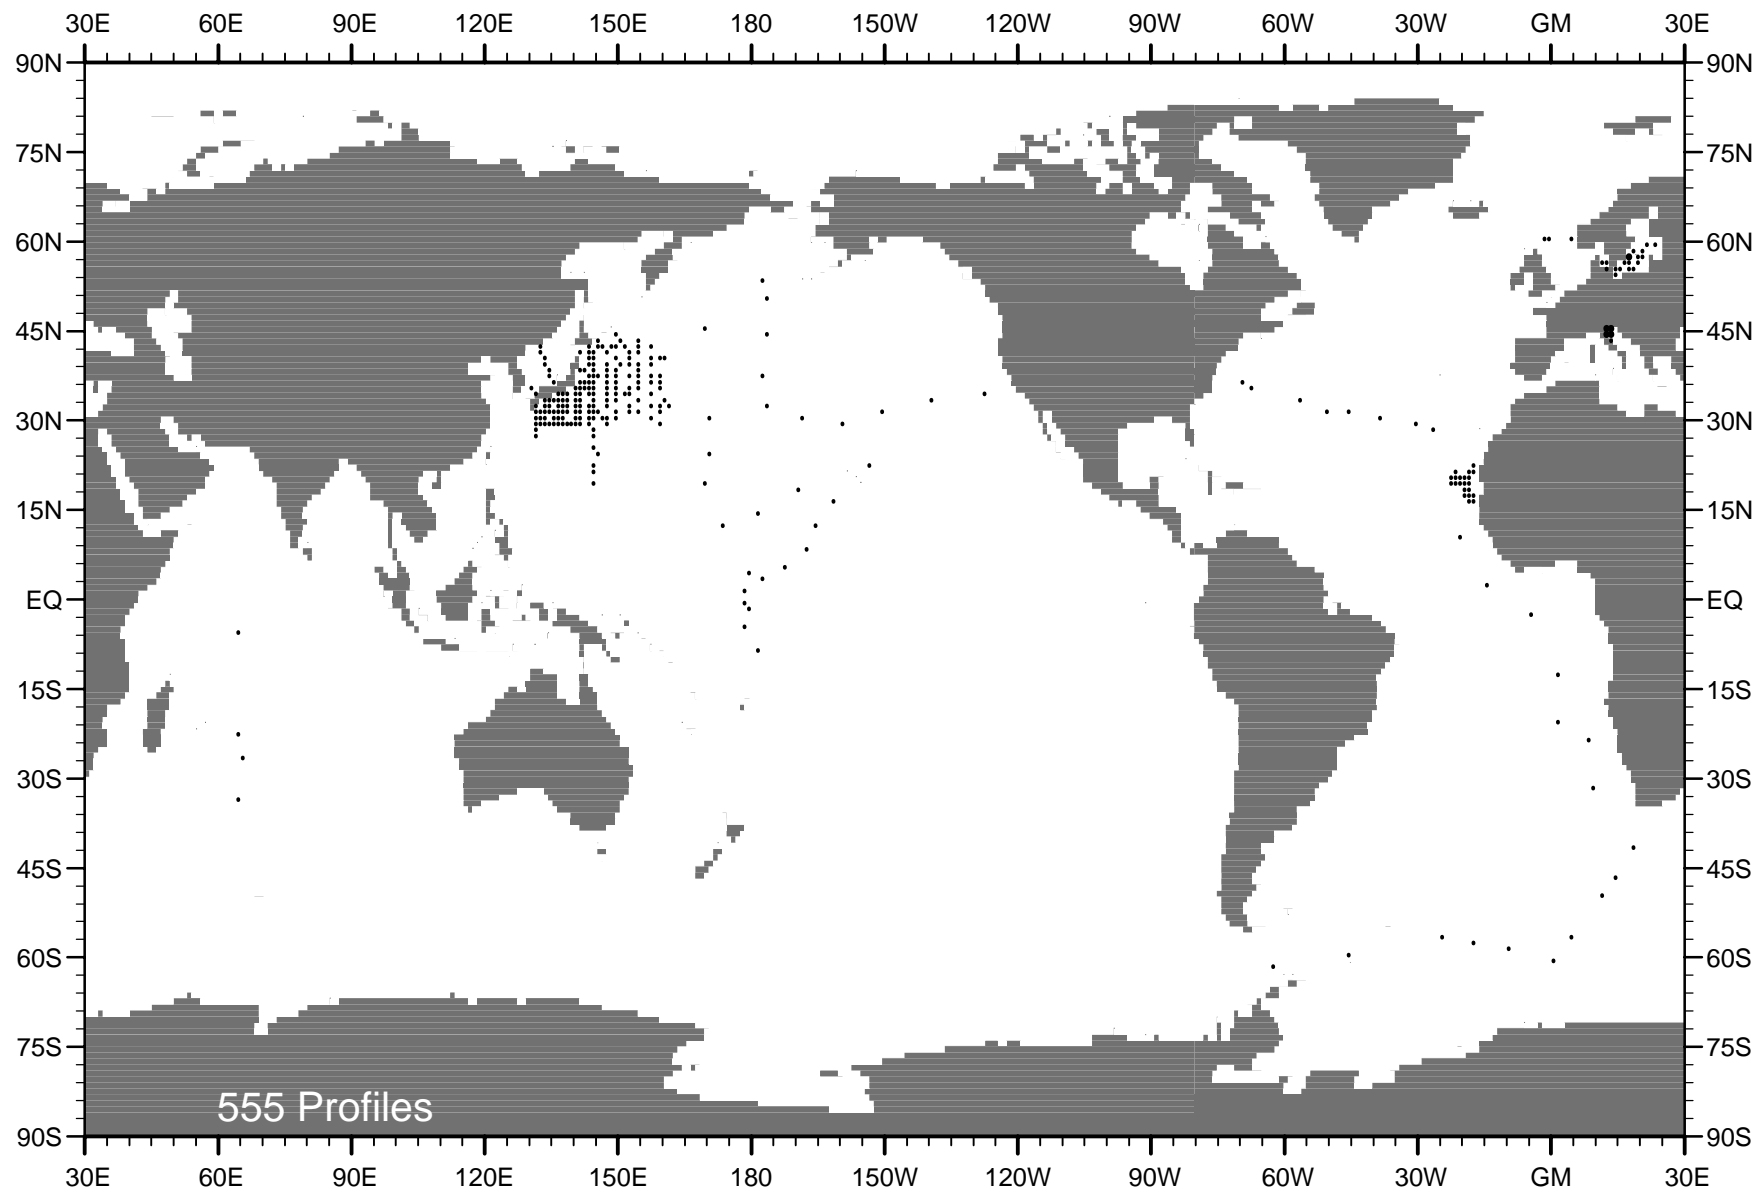 30E 60E 90E 120E 150E 180 150W 120W 90W 60W 30W GM 30E
90N 90N
75N 75N
60N 60N
45N 45N
30N 30N
15N 15N
EQ EQ
15S 15S
30S 30S
45S 45S
60S 60S
75S 75S
555 Profiles
90S 90S
30E 60E 90E 120E 150E 180 150W 120W 90W 60W 30W GM 30E